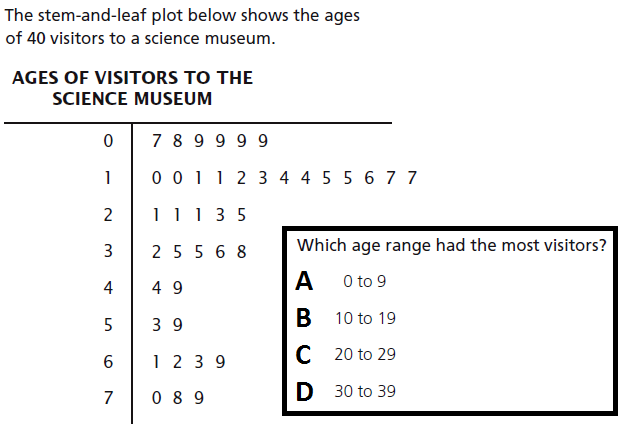 The stem-and-leaf plot below shows the ages
of 40 visitors to a science museum.
AGES OF VISITORS TO THE
SCIENCE MUSEUM
0 7 8 9 9 9 9
1 0 0 1 1 2 3 4 4 5 5 6 7 7
2 1 1 1 3 5
3 2 5 5 6 8
4 4 9
5 3 9
6 1 2 3 9
7 0 8 9
Which age range had the most visitors?
A 0 to 9
B 10 to 19
C 20 to 29
D 30 to 39